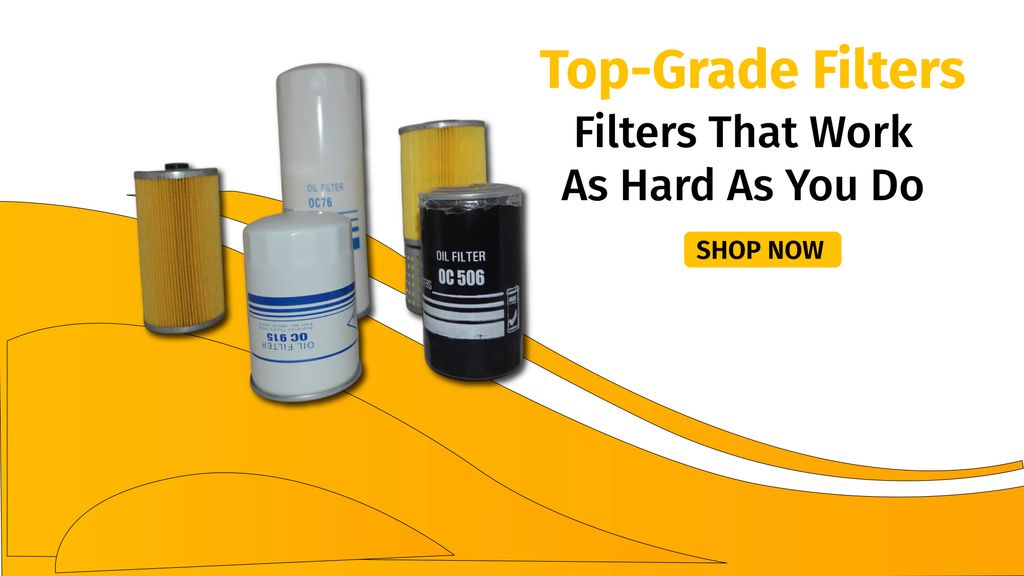 Top-Grade Filters
Filters That Work
As Hard As You Do
SHOP NOW
OIL FILTER
OC76
OIL FILTER
OC 506
OIL FILTER
OC 915